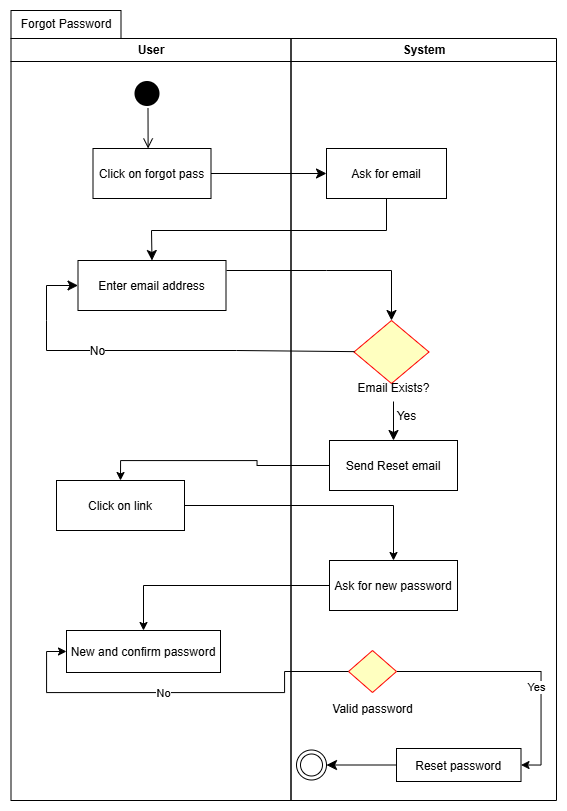 Forgot Password
User
System
Click on forgot pass
Ask for email
Enter email address
No
Email Exists?
Yes
Send Reset email
Click on link
Ask for new password
New and confirm password
No
Yes
Valid password
Reset password